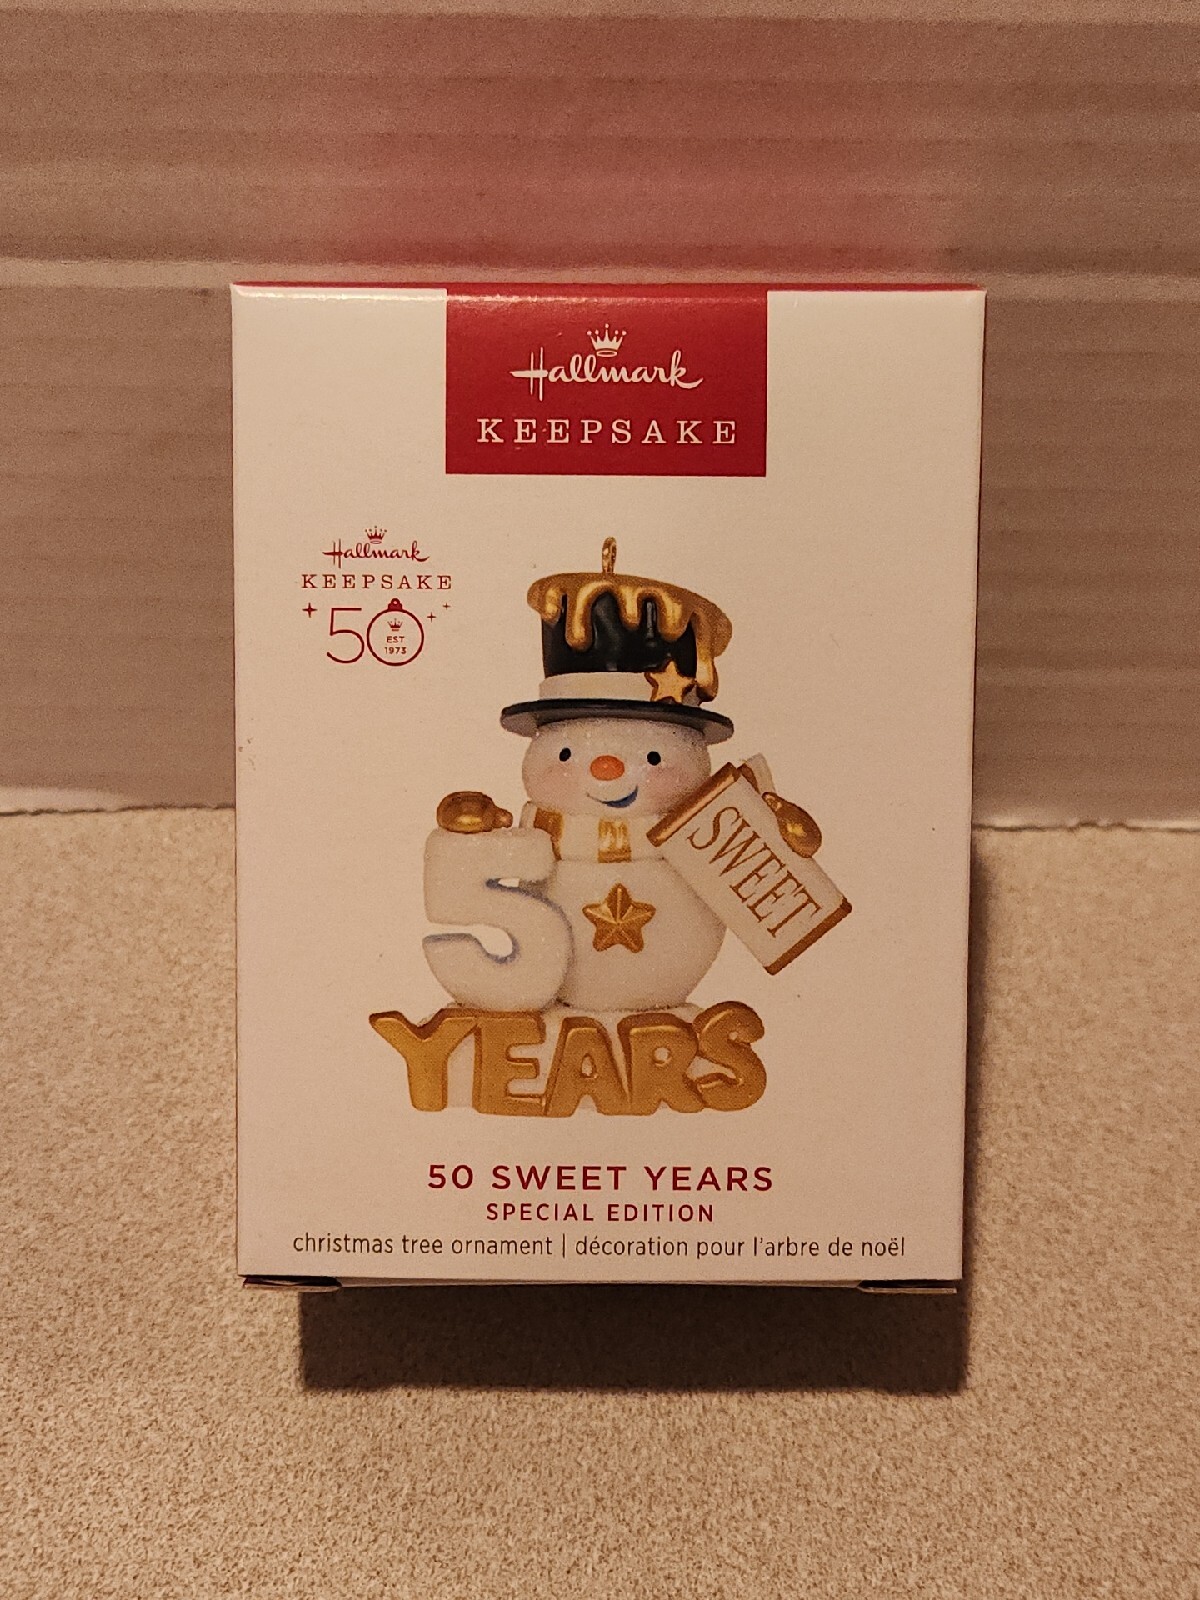 Hallmark
KEEPSAKE
Hallmark
KEEPSAKE
50
EST
1973
SWEET
5
YEARS
50 SWEET YEARS
SPECIAL EDITION
christmas tree ornament | décoration pour l'arbre de noël